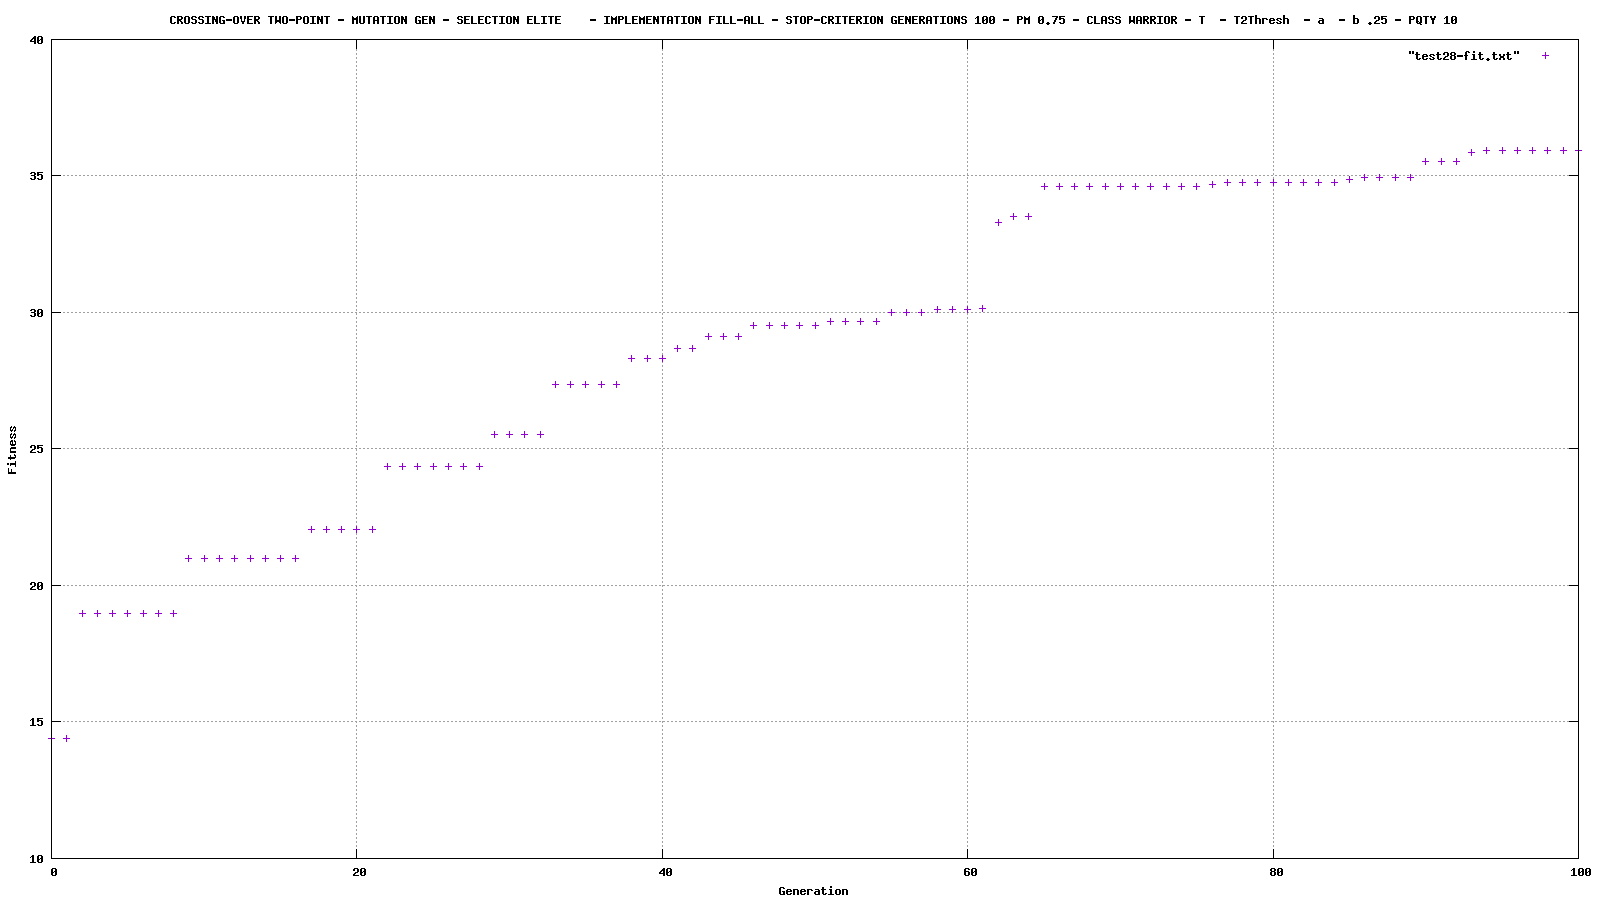 CROSSING-OVER TWO-POINT - MUTATION GEN - SELECTION ELITE    - IMPLEMENTATION FILL-ALL - STOP-CRITERION GENERATIONS 100 - PM 0.75 - CLASS WARRIOR - T  - T2Thresh  - a  - b .25 - PQTY 10
"test28-fit.txt"
40
35
30
25
20
15
10
Fitness
0 20 40 60 80 100
Generation